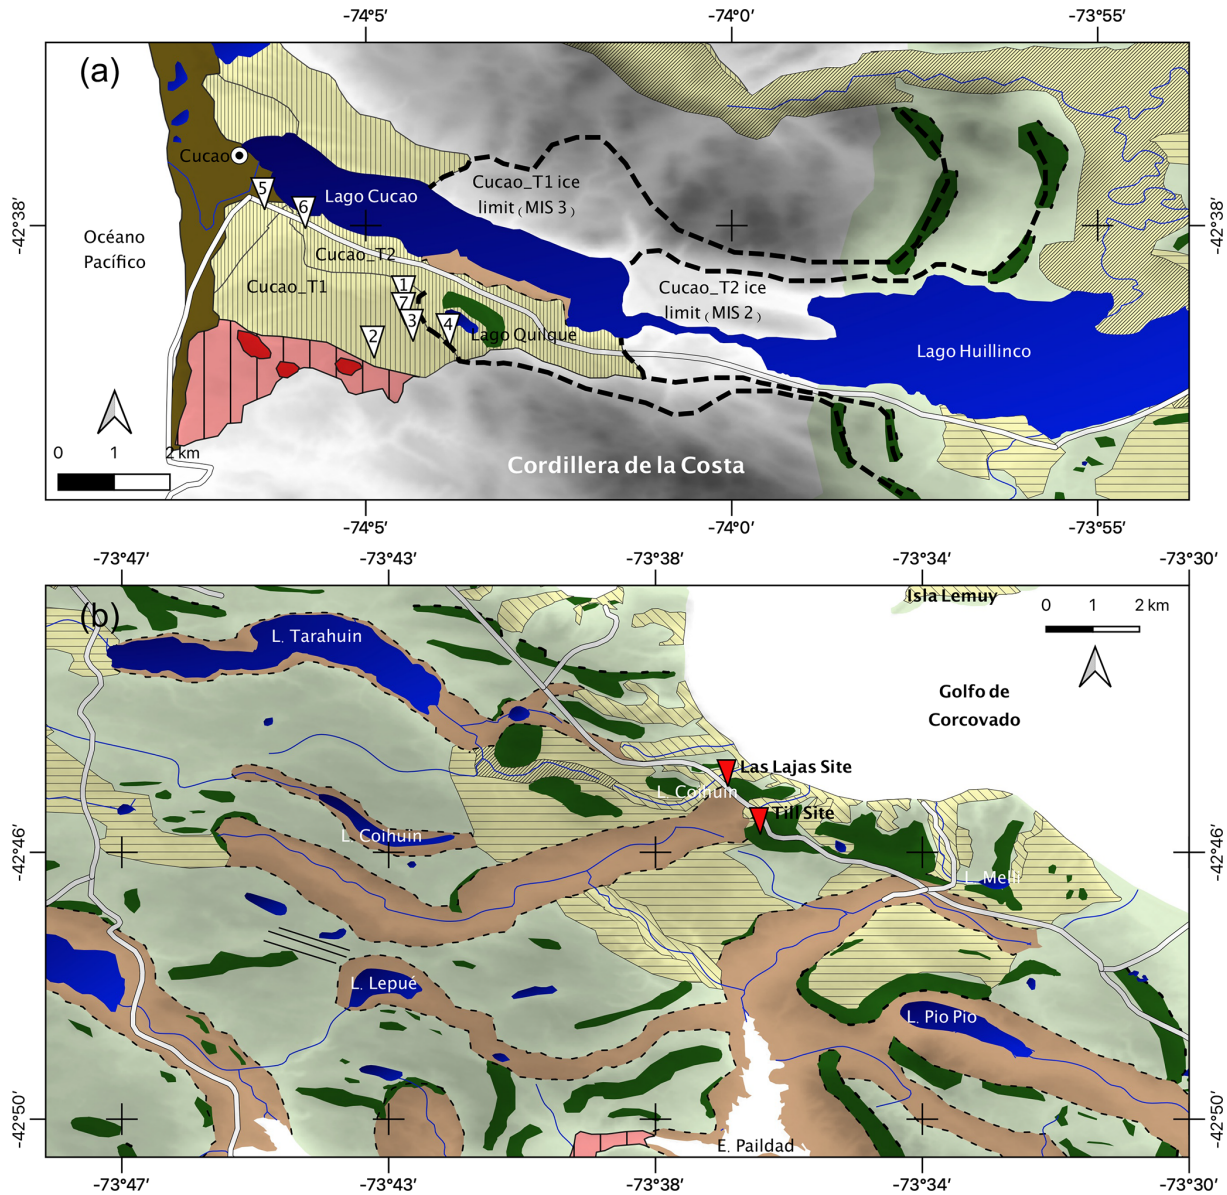 -74°5′ -74°0′ -73°55′
(a)
Cucao
5
6
Lago Cucao
Cucao_T1 ice
limit (MIS 3)
-42°38′ -42°38′
Océano
Pacífico
Cucao_T2
Cucao_T1
1
7
3
2
4
Lago Quilque
Cucao_T2 ice
limit (MIS 2)
Lago Huillinco
0 1 2 km
Cordillera de la Costa
-74°5′ -74°0′ -73°55′
-73°47′ -73°43′ -73°38′ -73°34′ -73°30′
(b)
Isla Lemuy
0 1 2 km
L. Tarahuin
Golfo de
Corcovado
Las Lajas Site
L. Coihuin
Till Site
L. Coihuin
-42°46′ -42°46′
L. Melli
L. Lepué
L. Pio Pio
-42°50′ -42°50′
E. Paildad
-73°47′ -73°43′ -73°38′ -73°34′ -73°30′